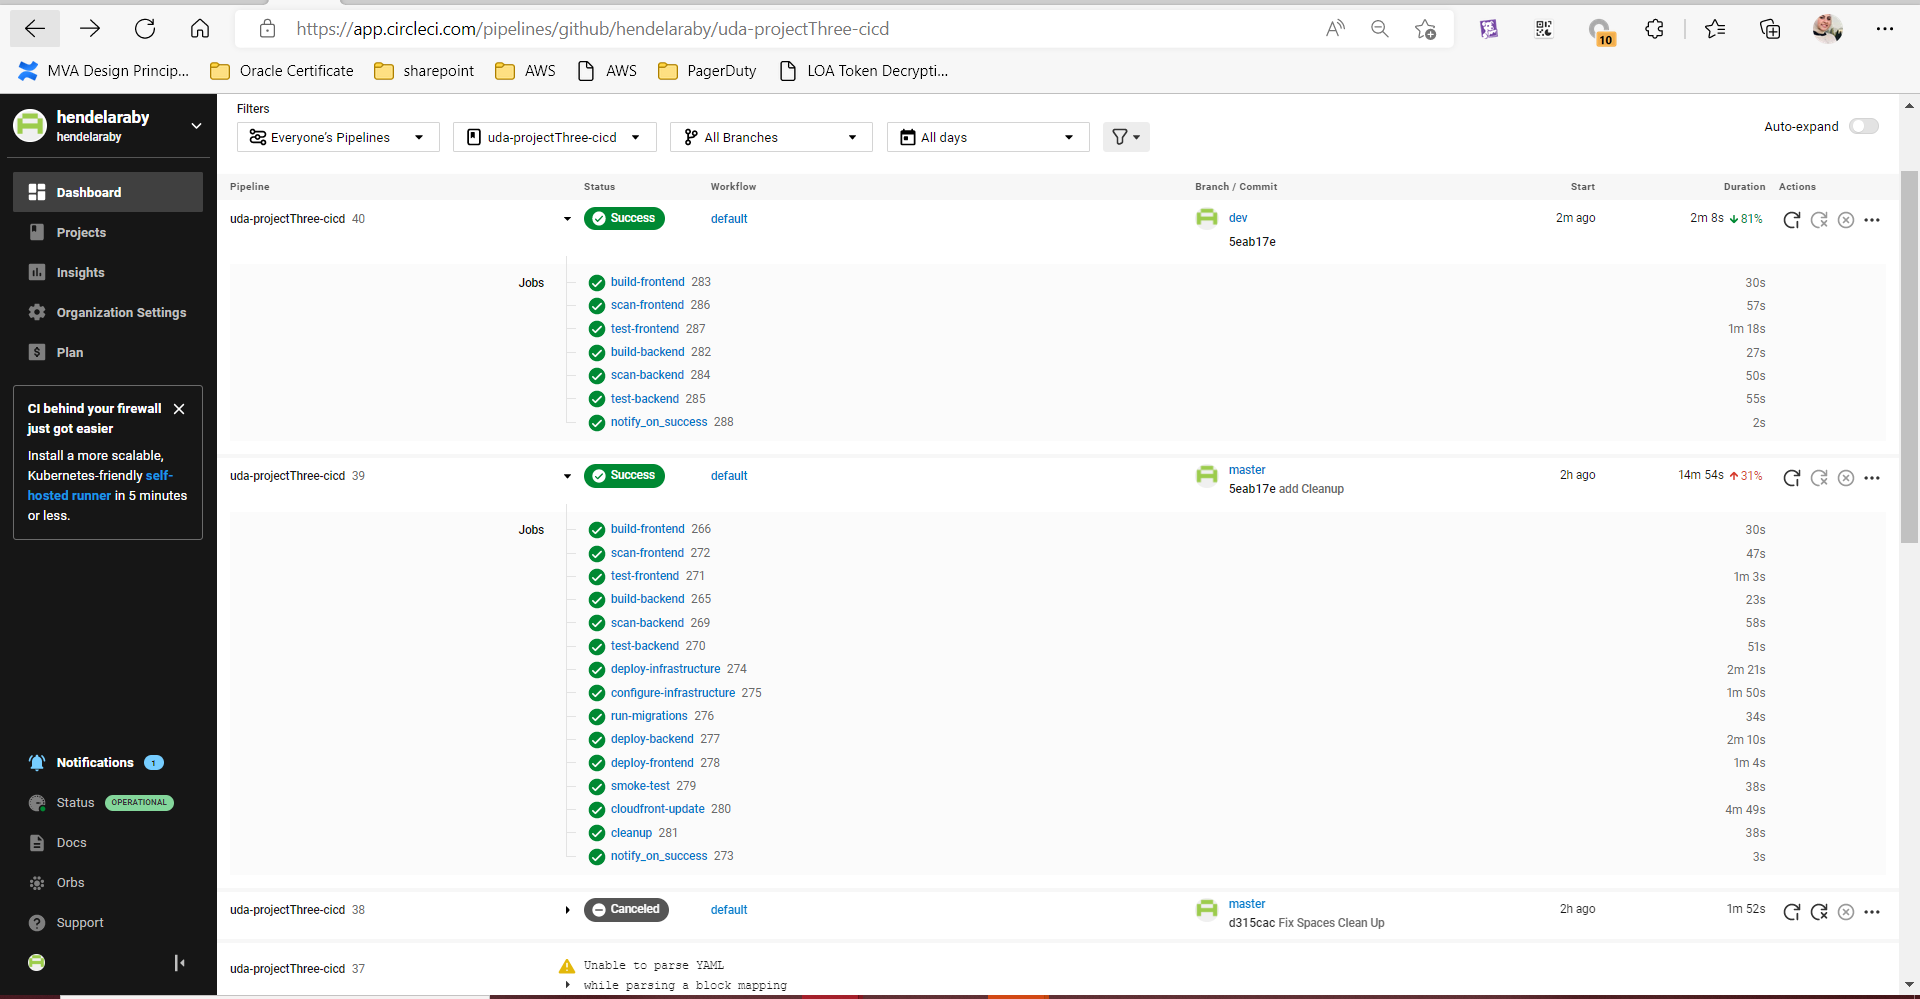 https://app.circleci.com/pipelines/github/hendelaraby/uda-projectThree-cicd
10
MVA Design Princip...
Oracle Certificate
sharepoint
AWS
AWS
PagerDuty
LOA Token Decrypti...
hendelaraby
hendelaraby
Dashboard
Projects
Insights
Organization Settings
Plan
CI behind your firewall
just got easier
Install a more scalable,
Kubernetes-friendly self-
hosted runner in 5 minutes
or less.
Notifications 1
Status OPERATIONAL
Docs
Orbs
Support
Filters
Everyone's Pipelines
uda-projectThree-cicd
All Branches
All days
Auto-expand
Pipeline Status Workflow Branch / Commit Start Duration Actions
uda-projectThree-cicd 40 Success default dev 2m ago 2m 8s 81%
5eab17e
Jobs
build-frontend 283 30s
scan-frontend 286 57s
test-frontend 287 1m 18s
build-backend 282 27s
scan-backend 284 50s
test-backend 285 55s
notify_on_success 288 2s
uda-projectThree-cicd 39 Success default master 2h ago 14m 54s 31%
5eab17e add Cleanup
Jobs
build-frontend 266 30s
scan-frontend 272 47s
test-frontend 271 1m 3s
build-backend 265 23s
scan-backend 269 58s
test-backend 270 51s
deploy-infrastructure 274 2m 21s
configure-infrastructure 275 1m 50s
run-migrations 276 34s
deploy-backend 277 2m 10s
deploy-frontend 278 1m 4s
smoke-test 279 38s
cloudfront-update 280 4m 49s
cleanup 281 38s
notify_on_success 273 3s
uda-projectThree-cicd 38 Canceled default master 2h ago 1m 52s
d315cac Fix Spaces Clean Up
uda-projectThree-cicd 37
Unable to parse YAML
while parsing a block mapping